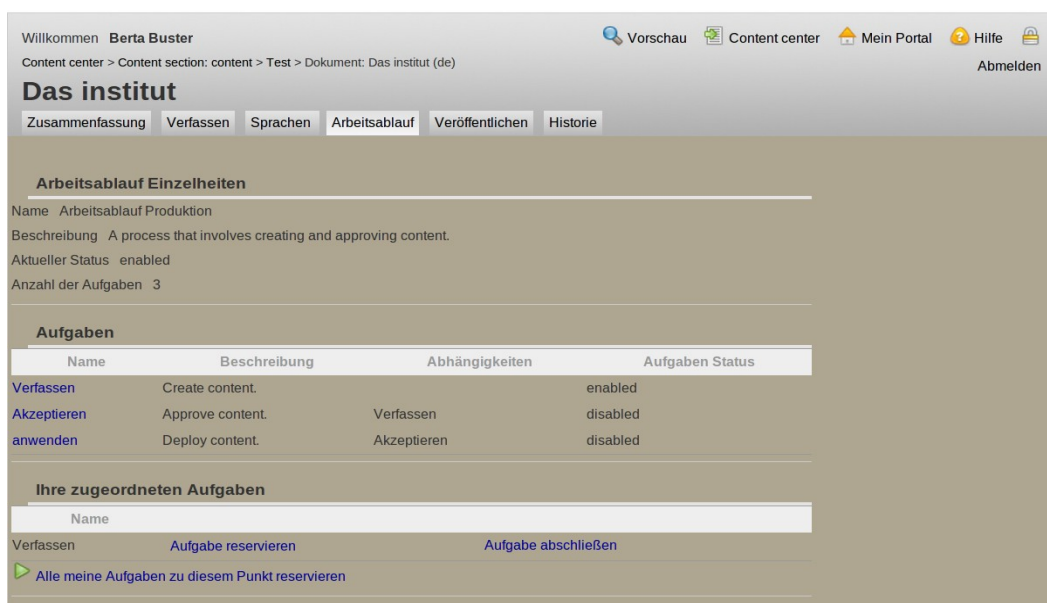 Willkommen Berta Buster
Vorschau Content center Mein Portal Hilfe
Content center > Content section: content > Test > Dokument: Das institut (de)
Abmelden
Das institut
Zusammenfassung Verfassen Sprachen Arbeitsablauf Veröffentlichen Historie
Arbeitsablauf Einzelheiten
Name Arbeitsablauf Produktion
Beschreibung A process that involves creating and approving content.
Aktueller Status enabled
Anzahl der Aufgaben 3
Aufgaben
Name Beschreibung Abhängigkeiten Aufgaben Status
Verfassen Create content. enabled
Akzeptieren Approve content. Verfassen disabled
anwenden Deploy content. Akzeptieren disabled
Ihre zugeordneten Aufgaben
Name
Verfassen Aufgabe reservieren Aufgabe abschließen
Alle meine Aufgaben zu diesem Punkt reservieren